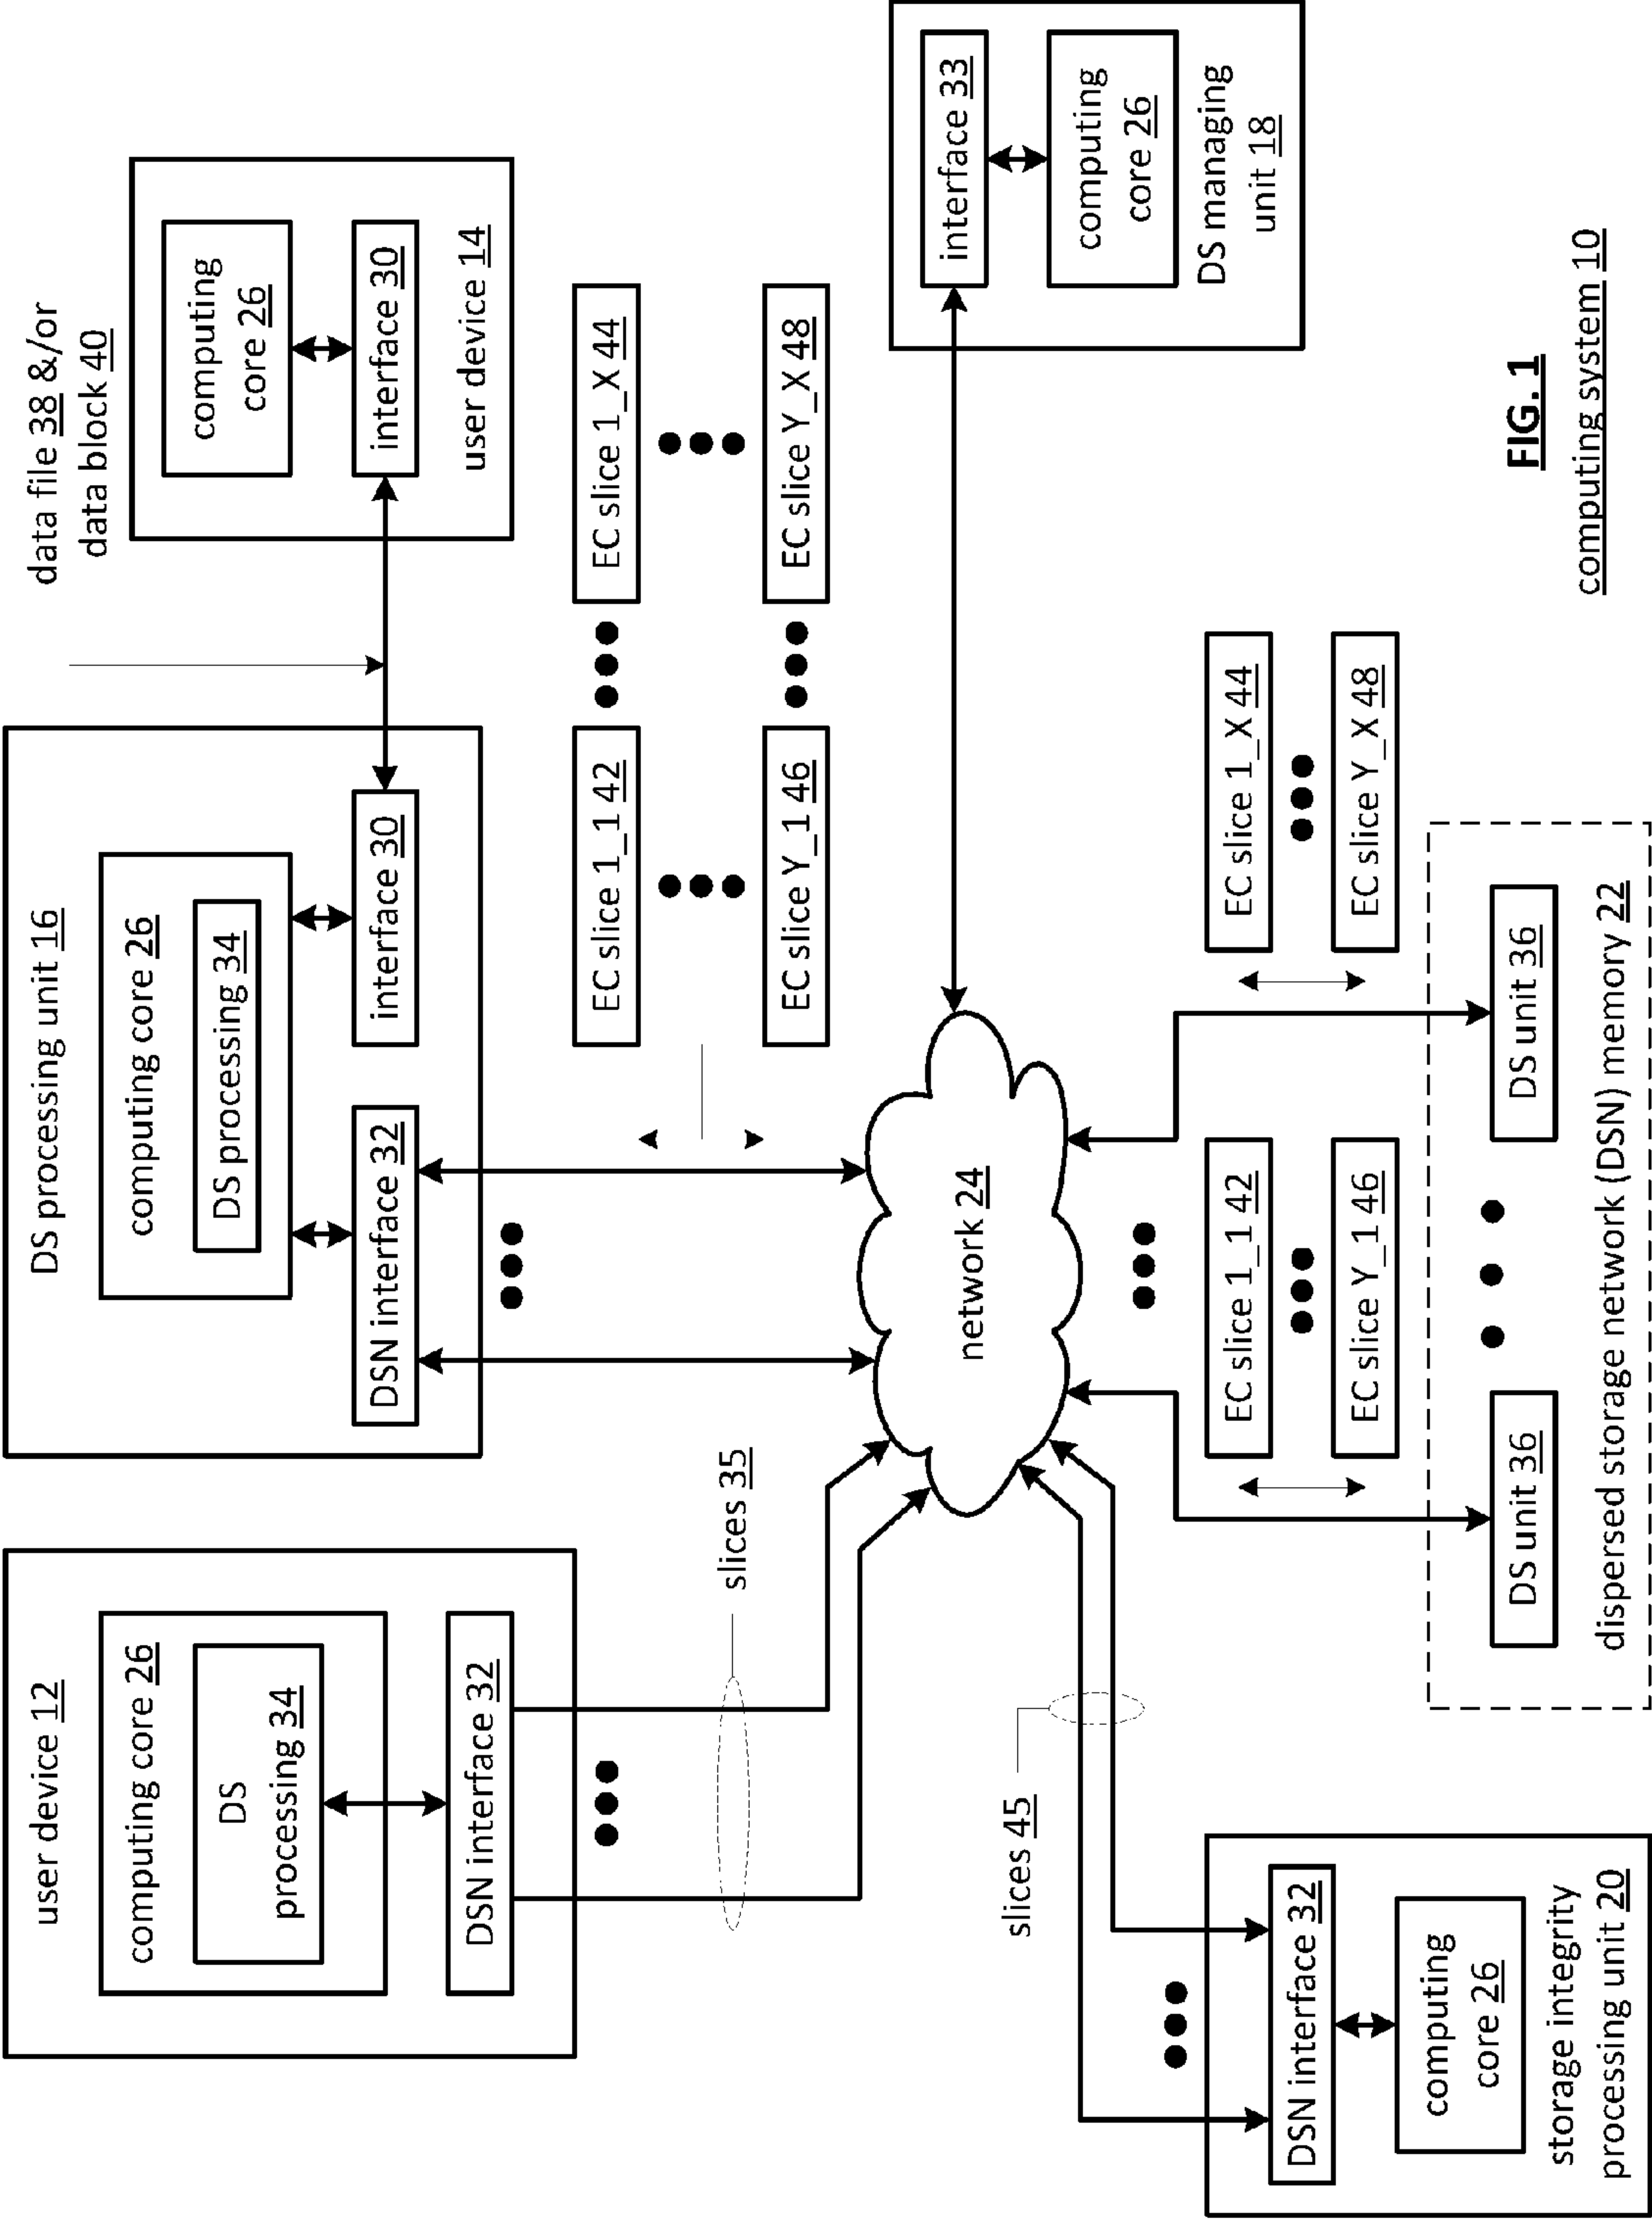 user device 12
computing core 26
DS
processing 34
DSN interface 32
DS processing unit 16
computing core 26
DS processing 34
DSN interface 32
interface 30
data file 38 &/or
data block 40
computing
core 26
interface 30
user device 14
slices 35
EC slice 1_1 42
EC slice 1_X 44
EC slice Y_1 46
EC slice Y_X 48
network 24
interface 33
computing
core 26
DS managing
unit 18
slices 45
DSN interface 32
computing
core 26
storage integrity
processing unit 20
EC slice 1_1 42
EC slice Y_1 46
EC slice 1_X 44
EC slice Y_X 48
DS unit 36
DS unit 36
dispersed storage network (DSN) memory 22
FIG. 1
computing system 10